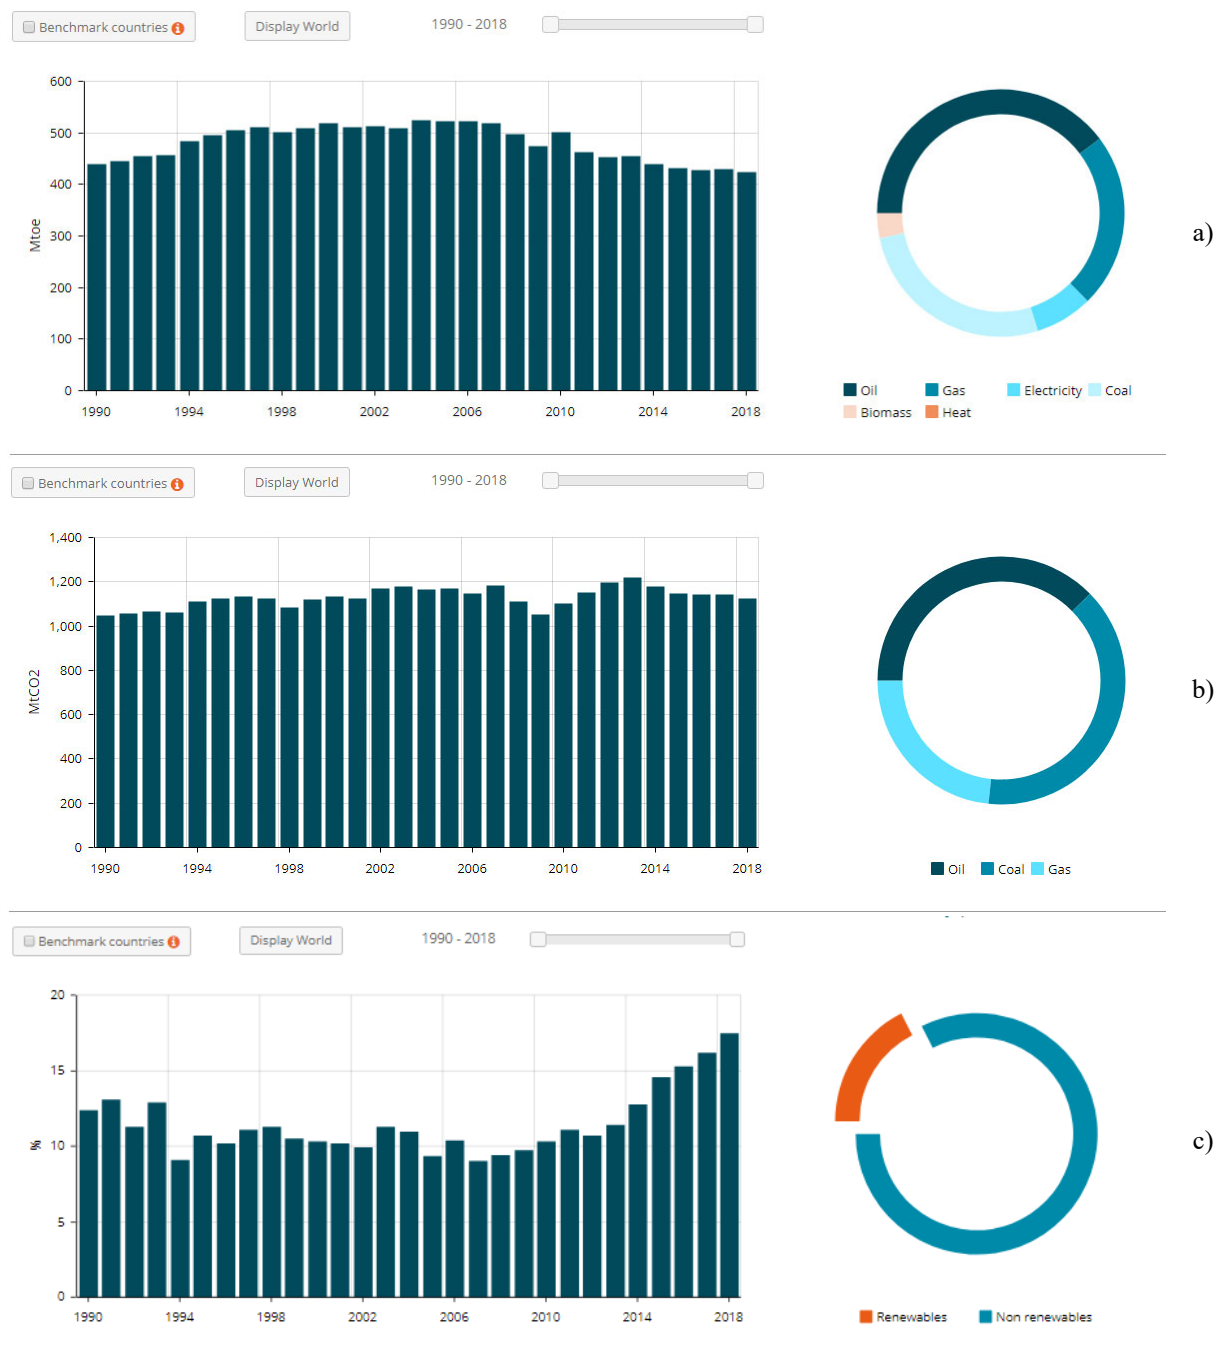 Benchmark countries
Display World
1990 - 2018
600
500
400
300
200
100
0
Mtoe
1990 1994 1998 2002 2006 2010 2014 2018
Oil Gas Electricity Coal
Biomass Heat
a)
Benchmark countries
Display World
1990 - 2018
1,400
1,200
1,000
800
600
400
200
0
MtCO2
1990 1994 1998 2002 2006 2010 2014 2018
Oil Coal Gas
b)
Benchmark countries
Display World
1990 - 2018
20
15
10
5
0
%
1990 1994 1998 2002 2006 2010 2014 2018
Renewables Non renewables
c)